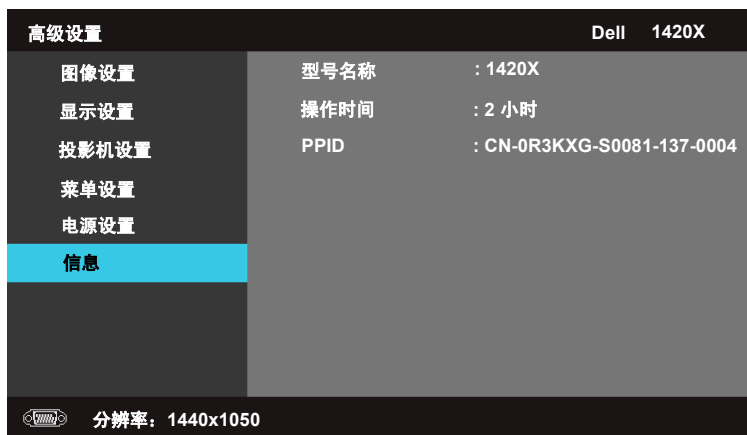 高级设置 Dell 1420X
图像设置 型号名称 : 1420X
显示设置 操作时间 : 2 小时
投影机设置 PPID : CN-0R3KXG-S0081-137-0004
菜单设置
电源设置
信息
分辨率: 1440x1050